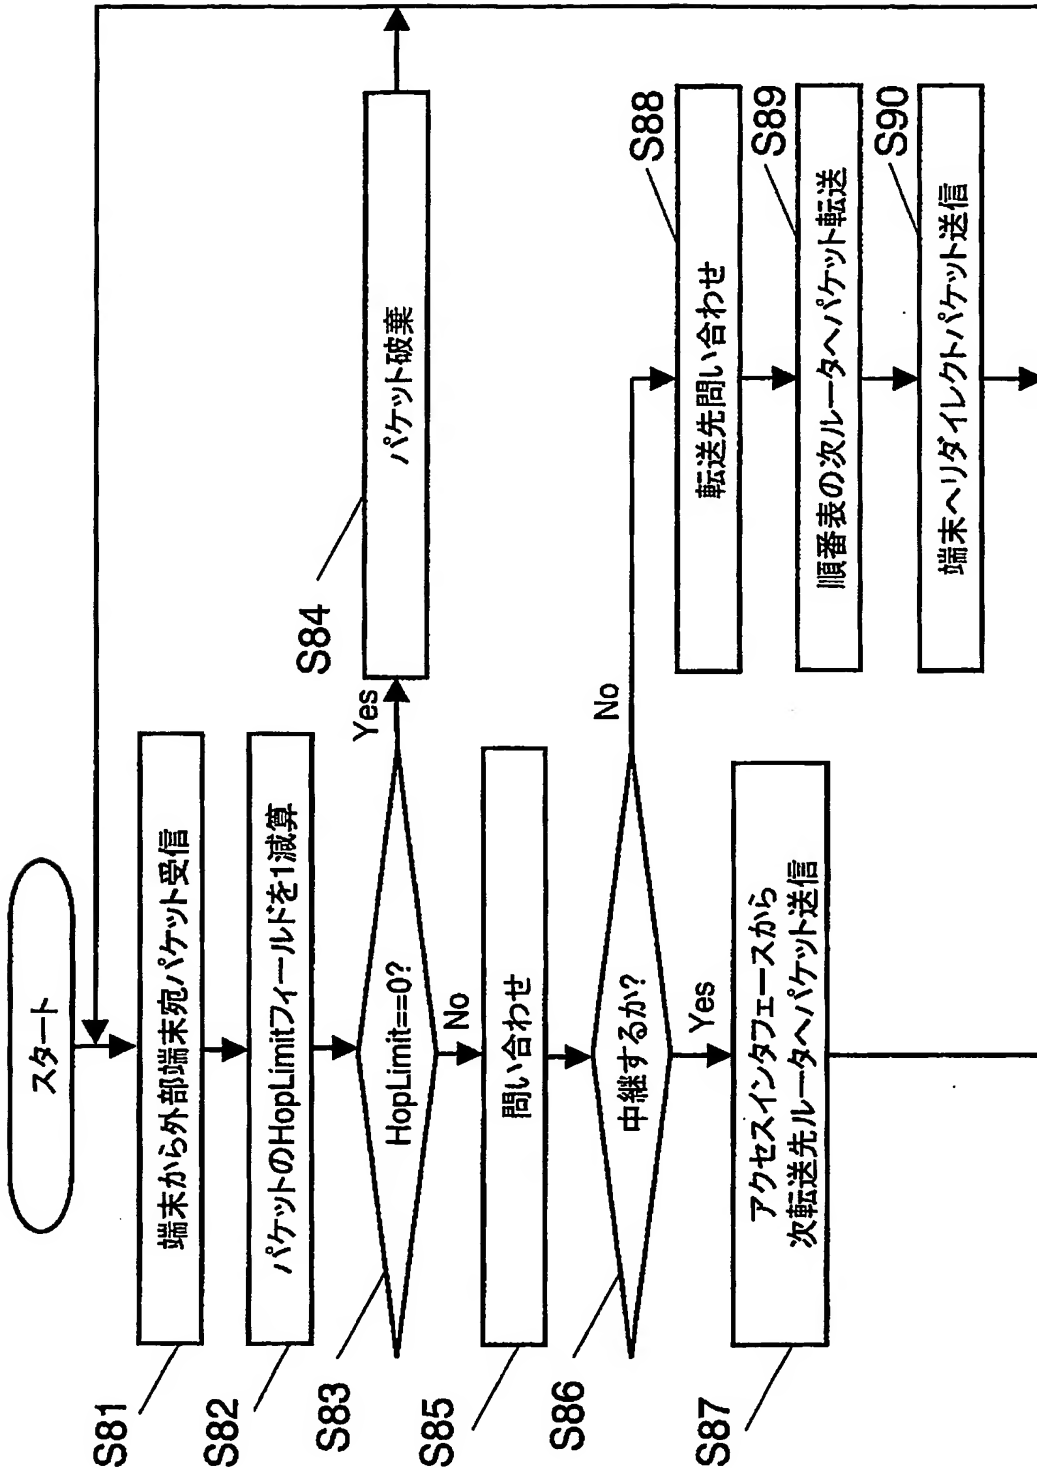 スタート
S81
端末から外部端末宛パケット受信
S82
パケットのHopLimitフィールドを1減算
S83
HopLimit==0?
Yes
No
S84
パケット破棄
S85
問い合わせ
S86
中継するか?
Yes
No
S87
アクセスインタフェースから
次転送先ルータへパケット送信
S88
転送先問い合わせ
S89
順番表の次ルータへパケット転送
S90
端末へリダイレクトパケット送信